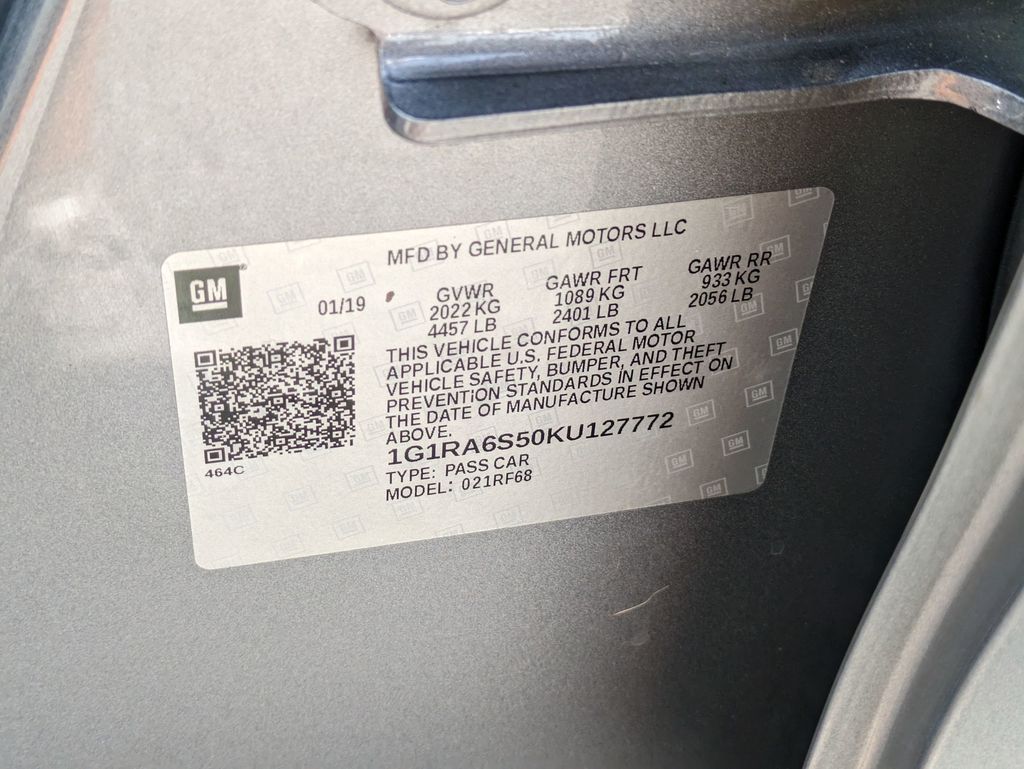 MFD BY GENERAL MOTORS LLC
GM
01/19
GVWR
2022 KG
4457 LB
GAWR FRT
1089 KG
2401 LB
GAWR RR
933 KG
2056 LB
THIS VEHICLE CONFORMS TO ALL
APPLICABLE U.S. FEDERAL MOTOR
VEHICLE SAFETY, BUMPER, AND THEFT
PREVENTION STANDARDS IN EFFECT ON
THE DATE OF MANUFACTURE SHOWN
ABOVE.
1G1RA6S50KU127772
TYPE: PASS CAR
MODEL: 021RF68
464C